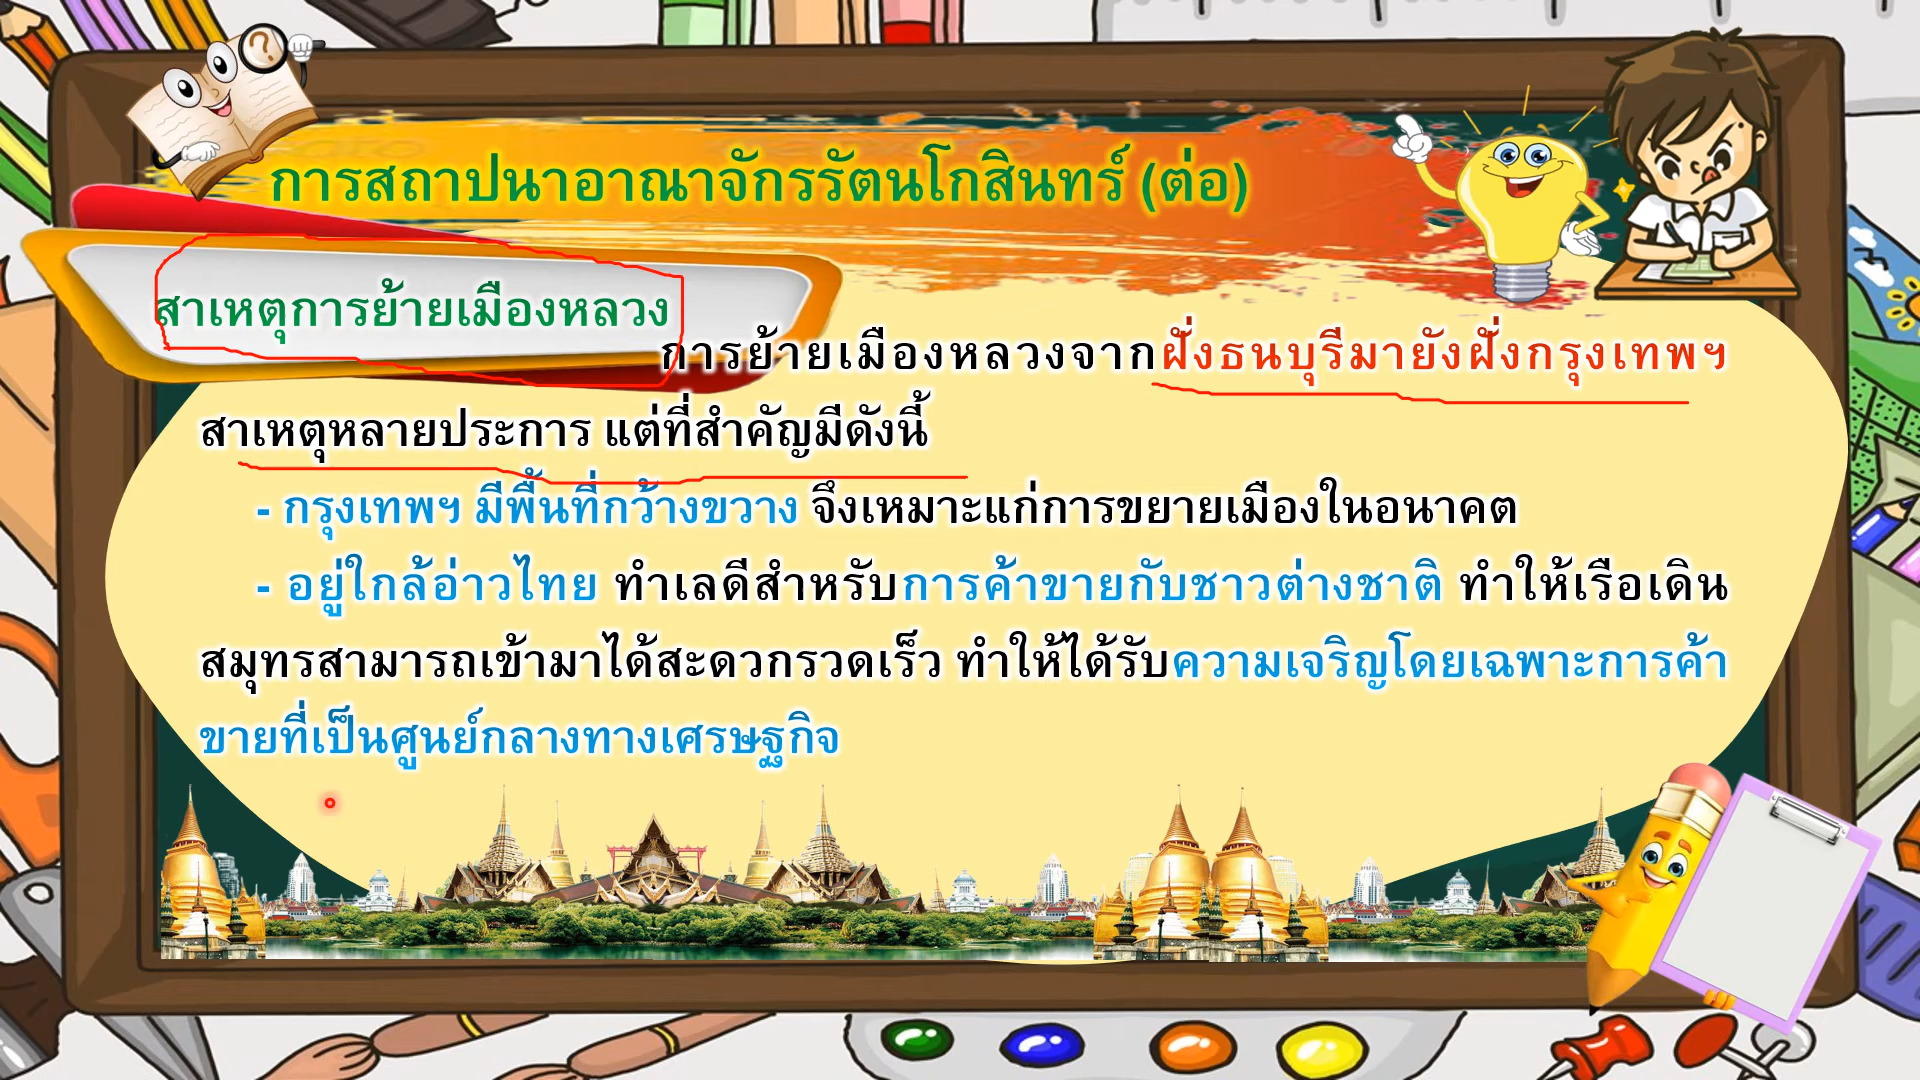 การสถาปนาอาณาจักรรัตนโกสินทร์ (ต่อ)
สาเหตุการย้ายเมืองหลวง
การย้ายเมืองหลวงจากฝั่งธนบุรีมายังฝั่งกรุงเทพฯ
สาเหตุหลายประการ แต่ที่สำคัญมีดังนี้
- กรุงเทพฯ มีพื้นที่กว้างขวาง จึงเหมาะแก่การขยายเมืองในอนาคต
- อยู่ใกล้อ่าวไทย ทำเลดีสำหรับการค้าขายกับชาวต่างชาติ ทำให้เรือเดิน
สมุทรสามารถเข้ามาได้สะดวกรวดเร็ว ทำให้ได้รับความเจริญโดยเฉพาะการค้า
ขายที่เป็นศูนย์กลางทางเศรษฐกิจ